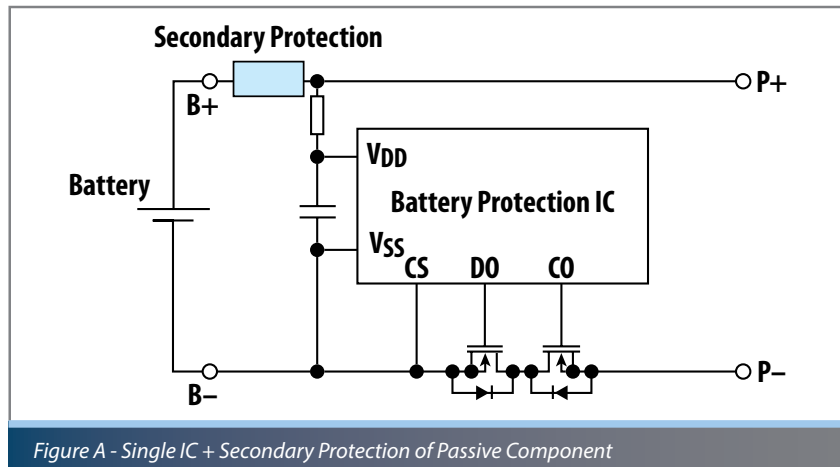 Secondary Protection
B+
P+
VDD
Battery
Battery Protection IC
VSS
CS DO CO
B–
P–
Figure A - Single IC + Secondary Protection of Passive Component